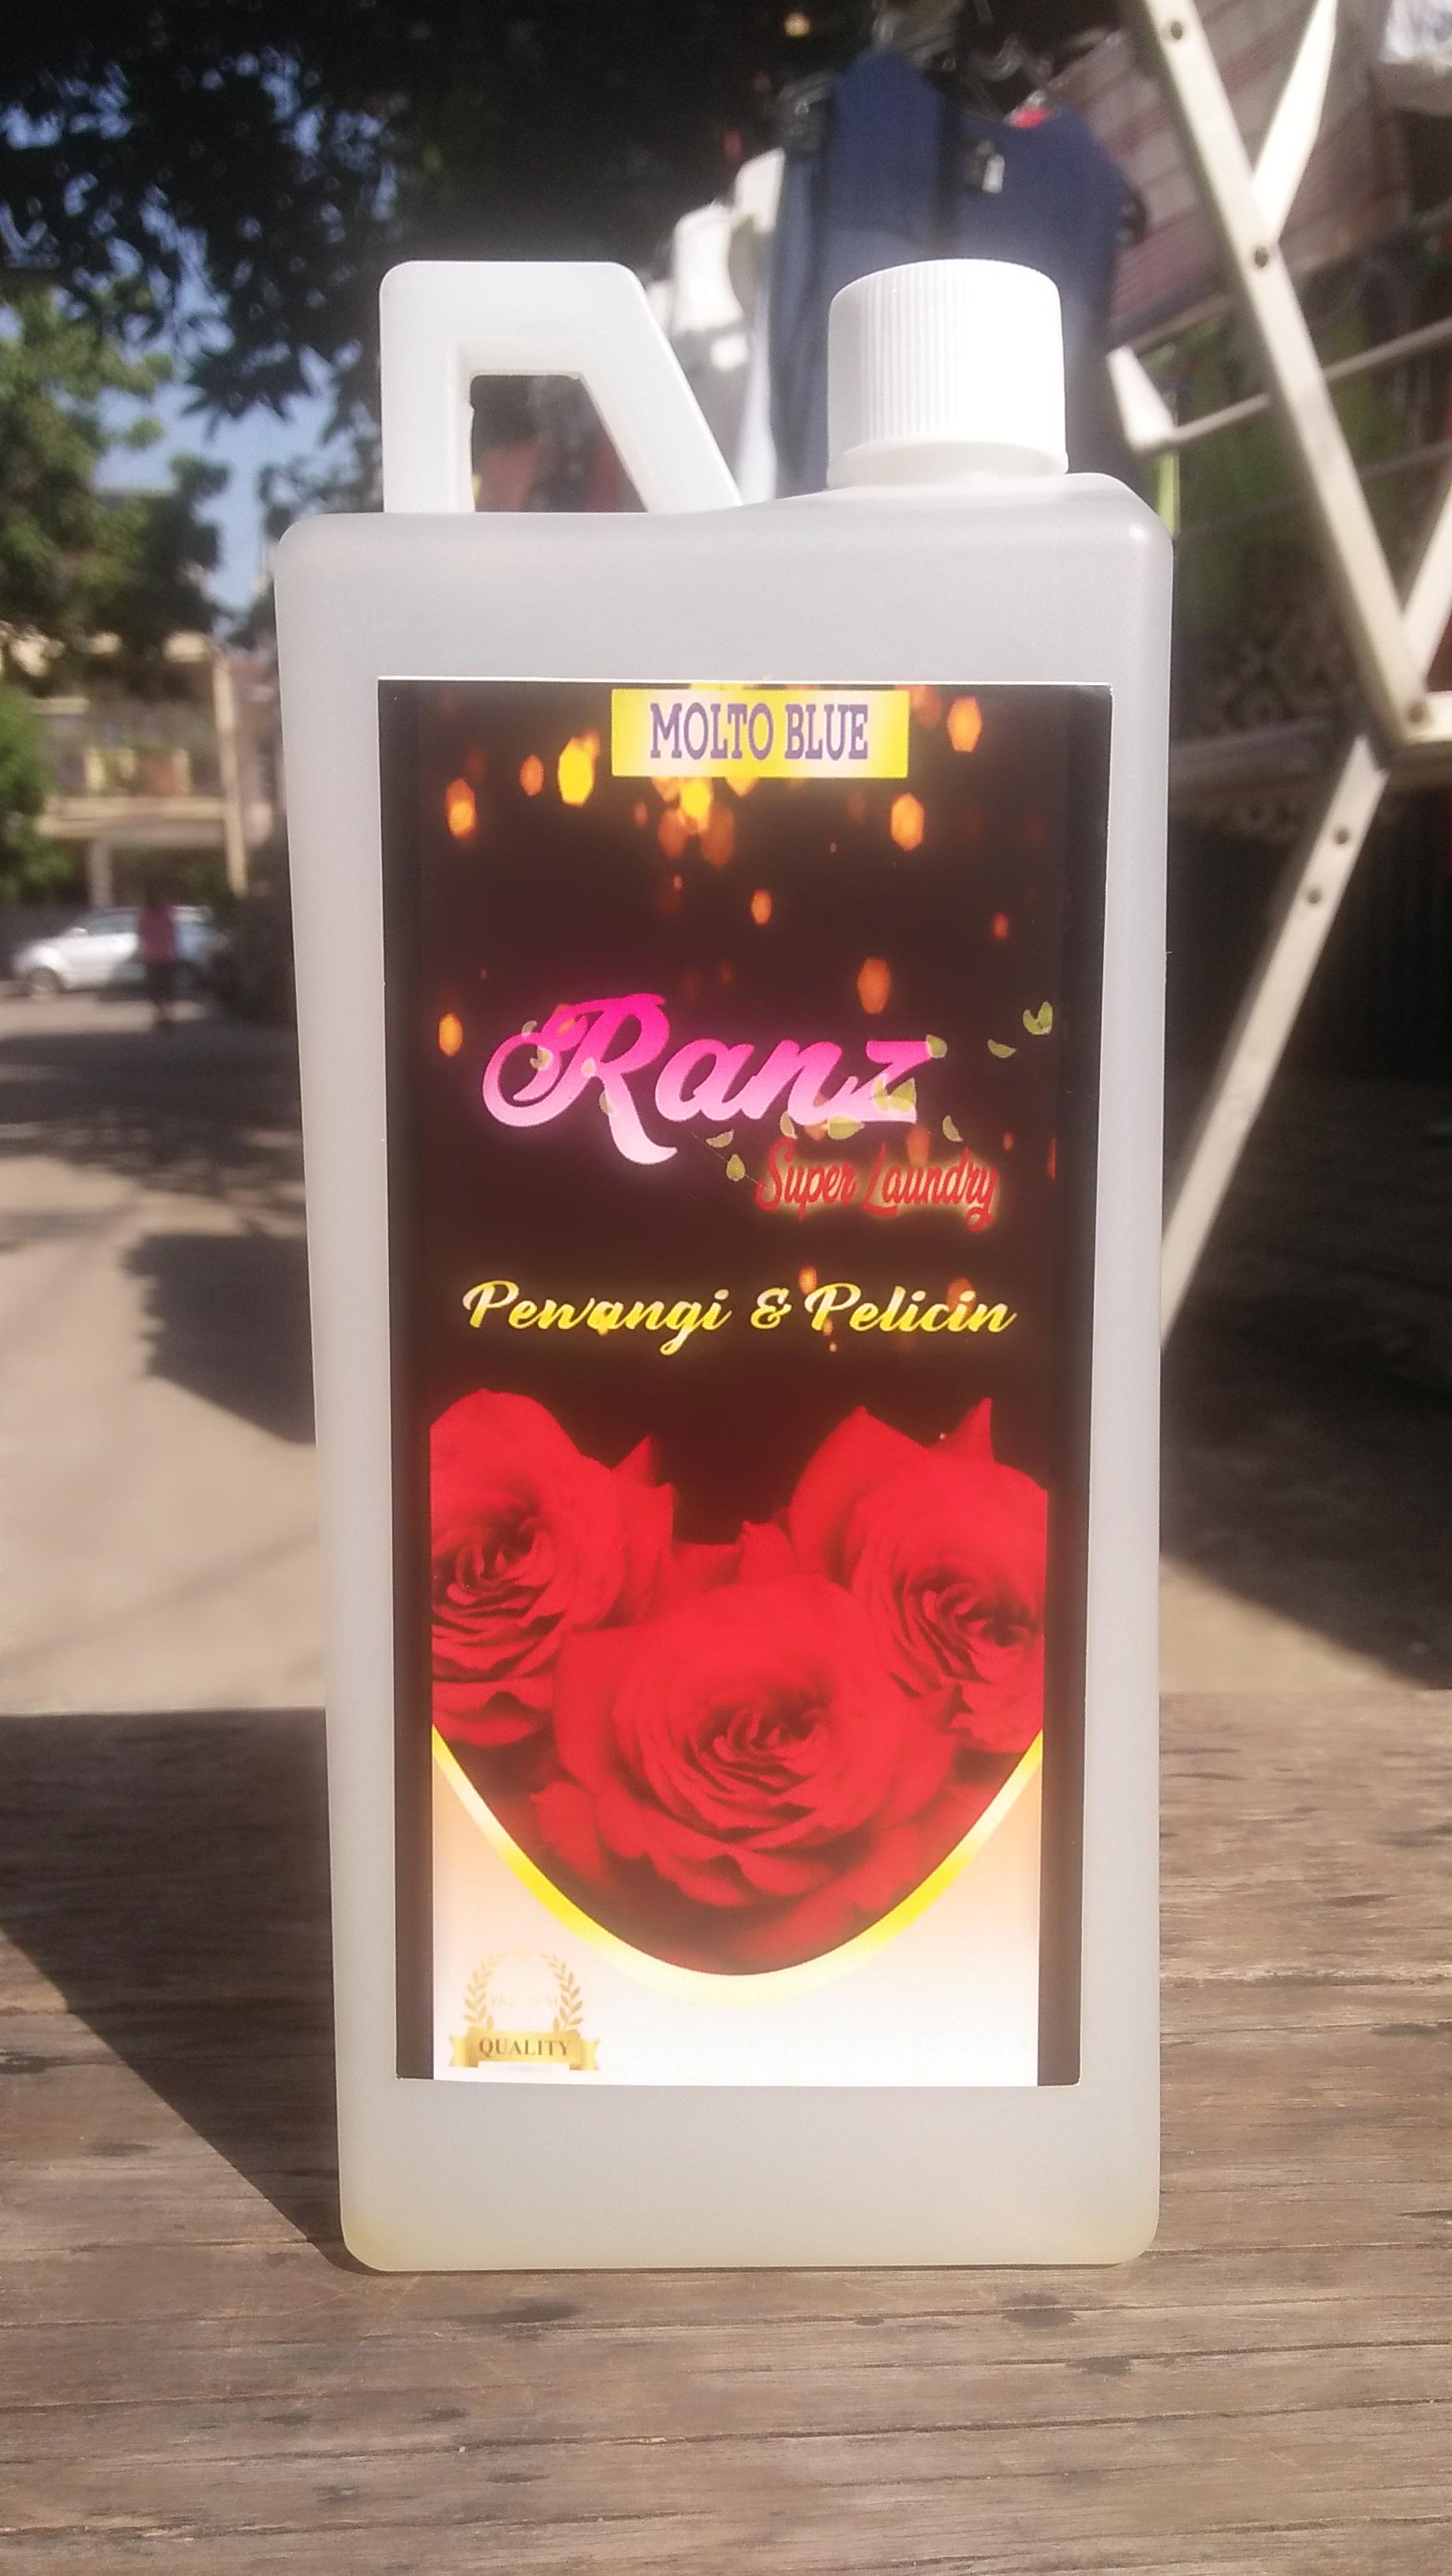 MOLTO BLUE
Ranz
Super Laundry
Pewangi & Pelicin
QUALITY